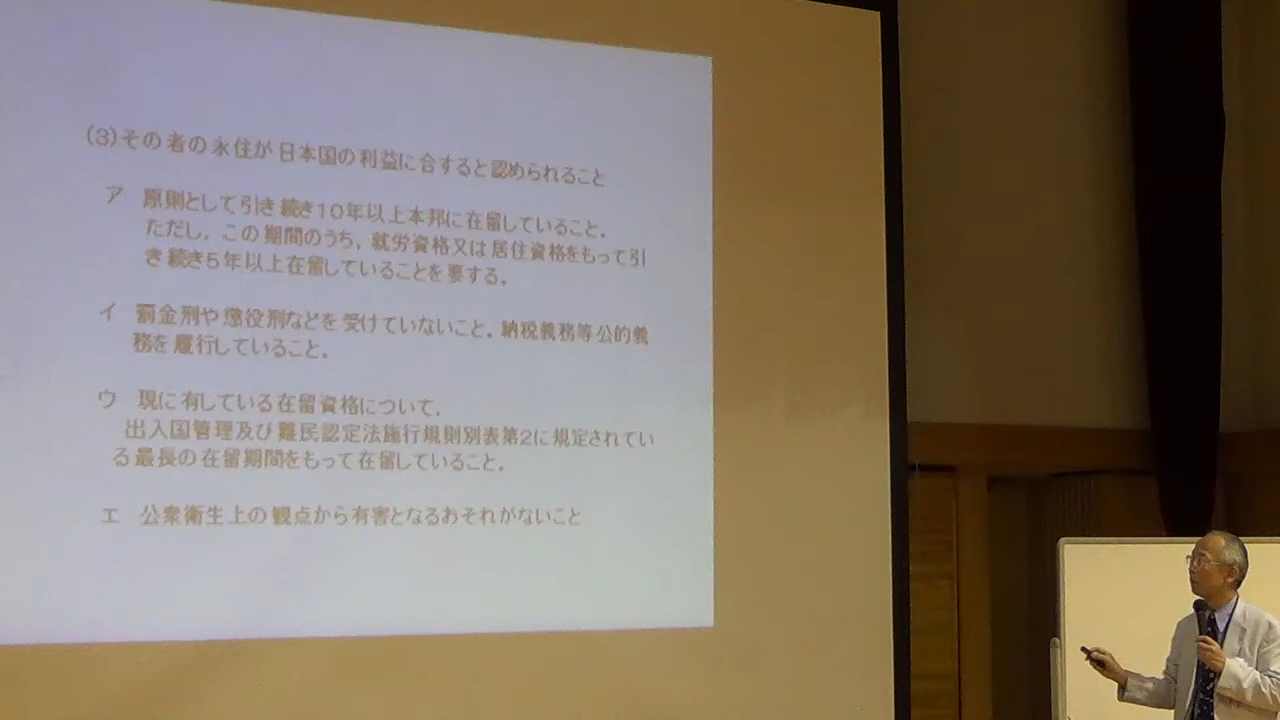 (3)その者の永住が日本国の利益に合すると認められること
ア 原則として引き続き10年以上本邦に在留していること。
ただし、この期間のうち、就労資格又は居住資格をもって引
き続き5年以上在留していることを要する。
イ 罰金刑や懲役刑などを受けていないこと。納税義務等公的義
務を履行していること。
ウ 現に有している在留資格について、
出入国管理及び難民認定法施行規則別表第2に規定されてい
る最長の在留期間をもって在留していること。
エ 公衆衛生上の観点から有害となるおそれがないこと